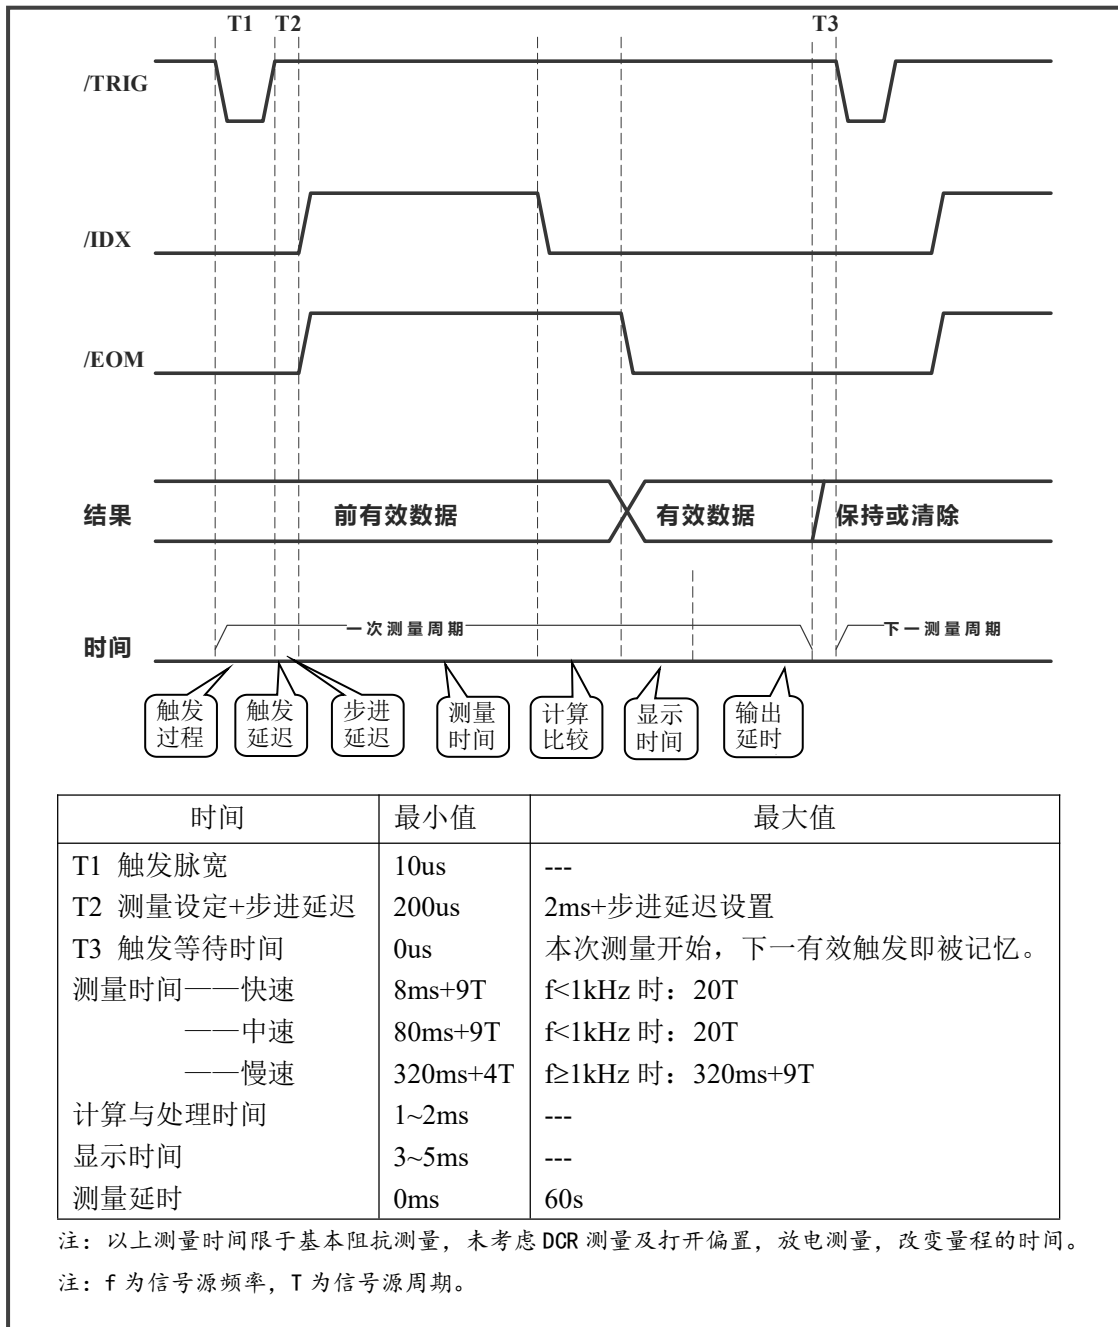 T1 T2 T3
/TRIG
/IDX
/EOM
结果 前有效数据 有效数据 保持或清除
时间 一次测量周期 下一测量周期
触发过程 触发延迟 步进延迟 测量时间 计算比较 显示时间 输出延时
时间 最小值 最大值
T1 触发脉宽 10us ---
T2 测量设定+步进延迟 200us 2ms+步进延迟设置
T3 触发等待时间 0us 本次测量开始，下一有效触发即被记忆。
测量时间——快速 8ms+9T f<1kHz 时：20T
——中速 80ms+9T f<1kHz 时：20T
——慢速 320ms+4T f≥1kHz 时：320ms+9T
计算与处理时间 1~2ms ---
显示时间 3~5ms ---
测量延时 0ms 60s
注：以上测量时间限于基本阻抗测量，未考虑 DCR 测量及打开偏置，放电测量，改变量程的时间。
注：f 为信号源频率，T 为信号源周期。